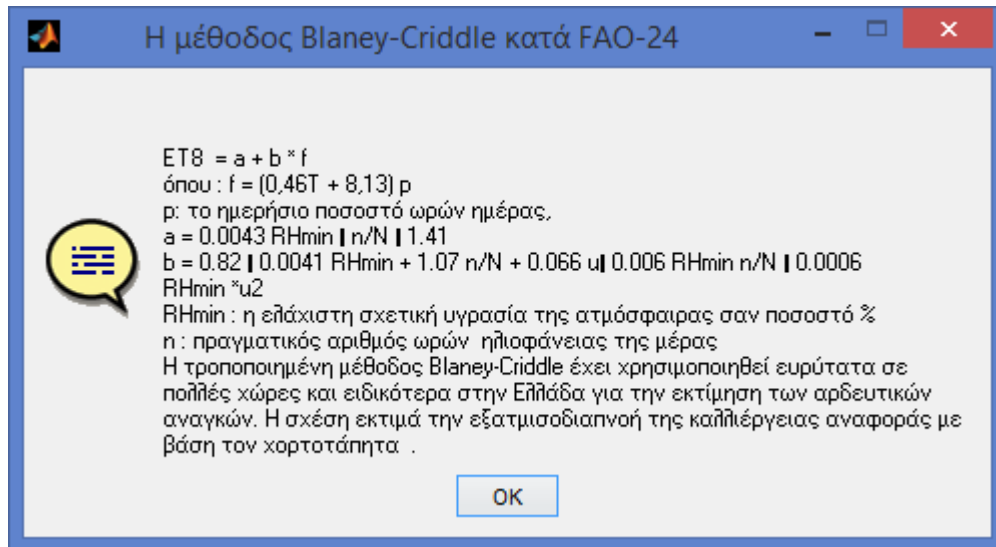 Η μέθοδος Blaney-Criddle κατά FAO-24
ET8 = a + b * f
όπου : f = (0,46T + 8,13) p
p: το ημερήσιο ποσοστό ωρών ημέρας,
a = 0.0043 RHmin ❙ n/N ❙ 1.41
b = 0.82 ❙ 0.0041 RHmin + 1.07 n/N + 0.066 u❙ 0.006 RHmin n/N ❙ 0.0006
RHmin *u2
RHmin : η ελάχιστη σχετική υγρασία της ατμόσφαιρας σαν ποσοστό %
n : πραγματικός αριθμός ωρών  ηλιοφάνειας της μέρας
Η τροποποιημένη μέθοδος Blaney-Criddle έχει χρησιμοποιηθεί ευρύτατα σε
πολλές χώρες και ειδικότερα στην Ελλάδα για την εκτίμηση των αρδευτικών
αναγκών. Η σχέση εκτιμά την εξατμισοδιαπνοή της καλλιέργειας αναφοράς με
βάση τον χορτοτάπητα  .
OK